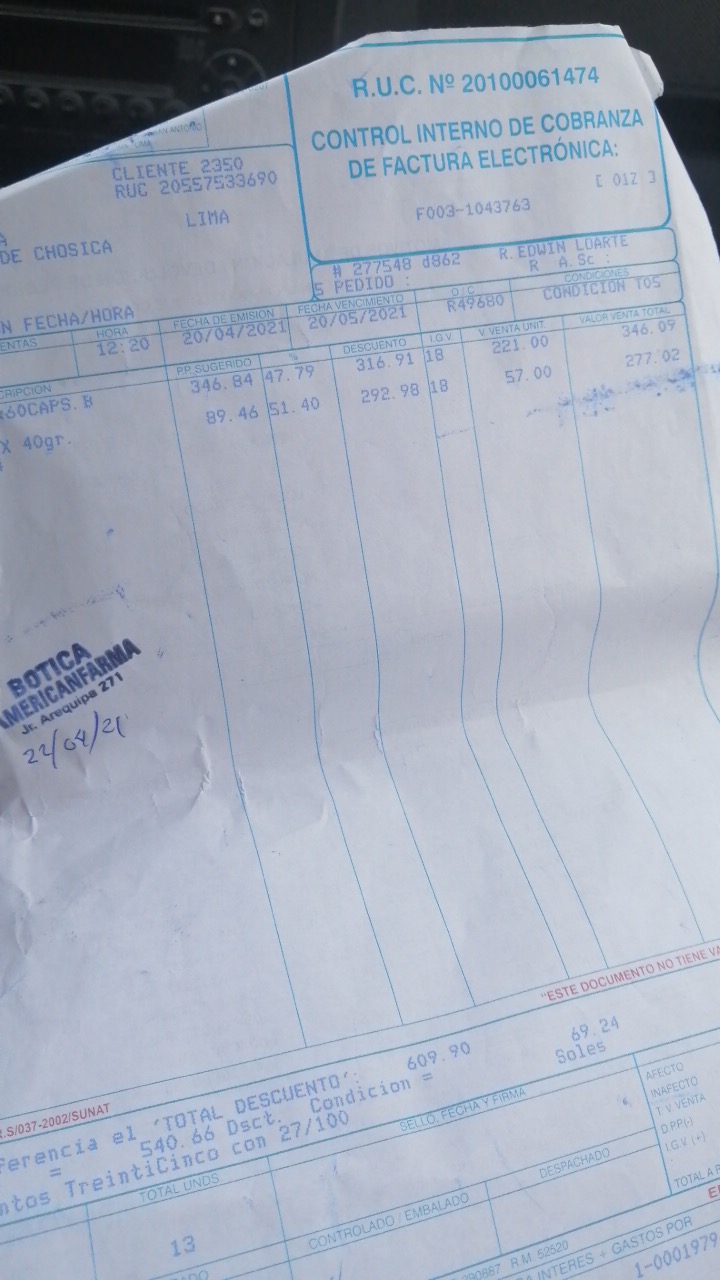 R.U.C. Nº 20100061474
CONTROL INTERNO DE COBRANZA
DE FACTURA ELECTRÓNICA:
[ 01Z ]
F003-1043763
CLIENTE 2350
RUC 20557533690
LIMA
DE CHOSICA
# 277548 d862 R. EDWIN LOARTE
S PEDIDO : R A.Sc :
N FECHA/HORA
ENTAS HORA FECHA DE EMISION FECHA VENCIMIENTO O.I.C. CONDICIONES
12:20 20/04/2021 20/05/2021 R49680 CONDICION TOS
CRIPCION PP. SUGERIDO % DESCUENTO I.G.V. V. VENTA UNIT. VALOR VENTA TOTAL
60CAPS. B 346.84 47.79 316.91 18 221.00 346.09
X 40gr. 89.46 51.40 292.98 18 57.00 277.02
BOTICA
AMERICANFARMA
Jr. Arequipa 271
22/04/21
"ESTE DOCUMENTO NO TIENE VA
R.S/037-2002/SUNAT
ferencia el 'TOTAL DESCUENTO': 609.90 69.24
= 540.66 Dsct. Condicion = Soles
ntos TreintiCinco con 27/100
SELLO, FECHA Y FIRMA
AFECTO
INAFECTO
T. V. VENTA
D.PP(-)
I.G.V. (+)
TOTAL A P
TOTAL UNDS.
13
CONTROLADO / EMBALADO
DESPACHADO
R.M. 52520
INTERES + GASTOS POR
1-0001979